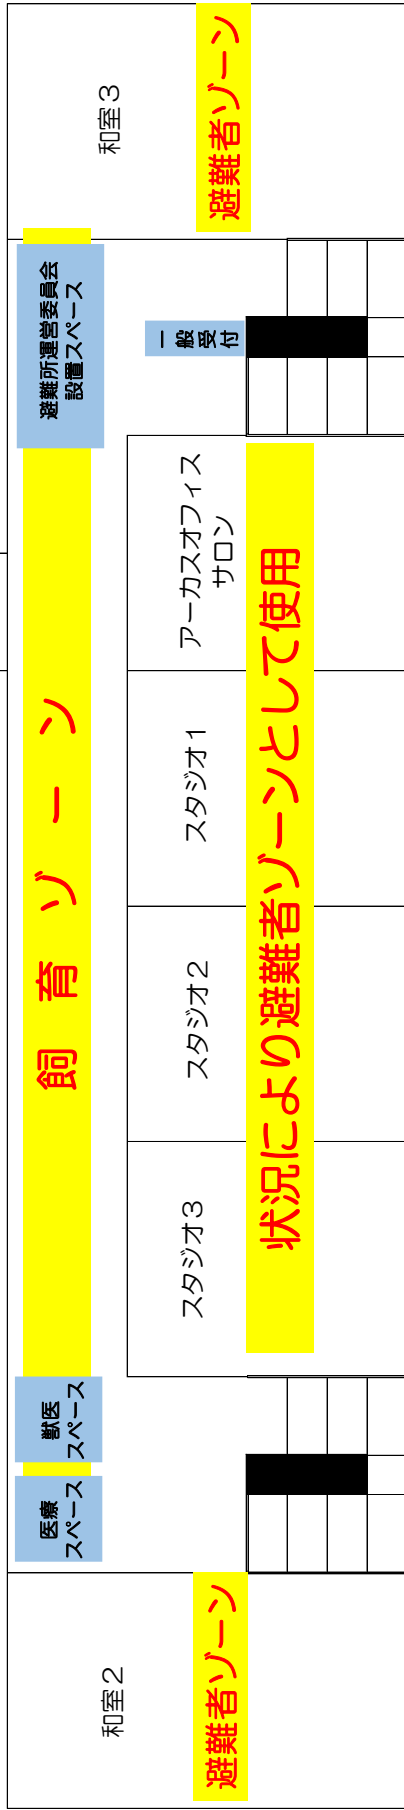 和室2
避難者ゾーン
医療
スペース
獣医
スペース
飼育ゾーン
避難所運営委員会
設置スペース
スタジオ3
スタジオ2
スタジオ1
アーカスオフィス
サロン
状況により避難者ゾーンとして使用
一般受付
和室3
避難者ゾーン